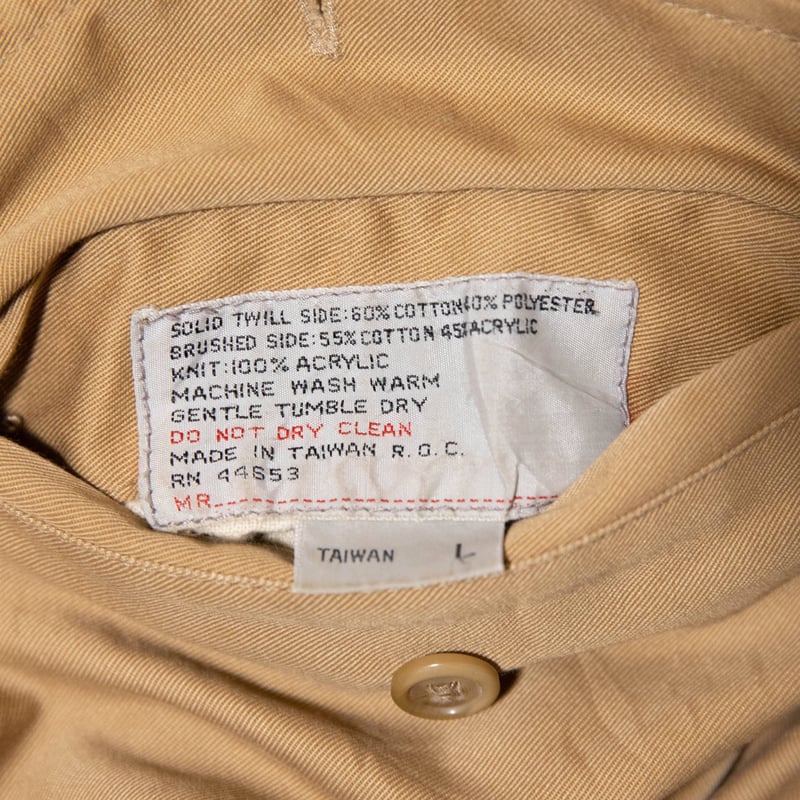 SOLID TWILL SIDE:60% COTTON 40% POLYESTER
BRUSHED SIDE:55% COTTON 45% ACRYLIC
KNIT:100% ACRYLIC
MACHINE WASH WARM
GENTLE TUMBLE DRY
DO NOT DRY CLEAN
MADE IN TAIWAN R.O.C.
RN 44653
MR
TAIWAN L